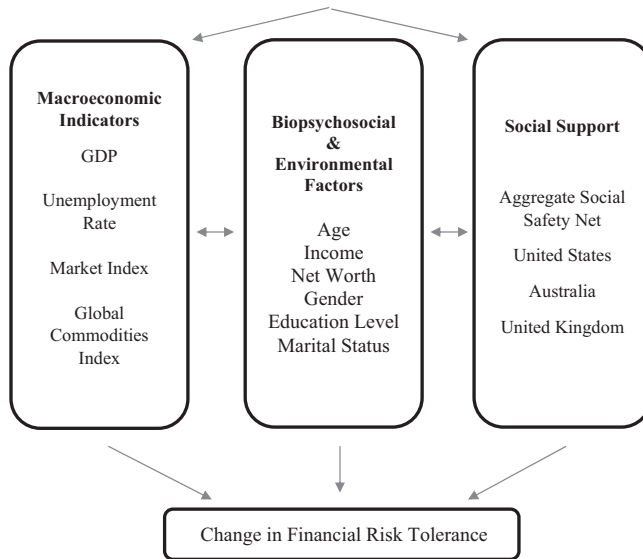 Macroeconomic
Indicators
GDP
Unemployment
Rate
Market Index
Global
Commodities
Index
Biopsychosocial
&
Environmental
Factors
Age
Income
Net Worth
Gender
Education Level
Marital Status
Social Support
Aggregate Social
Safety Net
United States
Australia
United Kingdom
Change in Financial Risk Tolerance